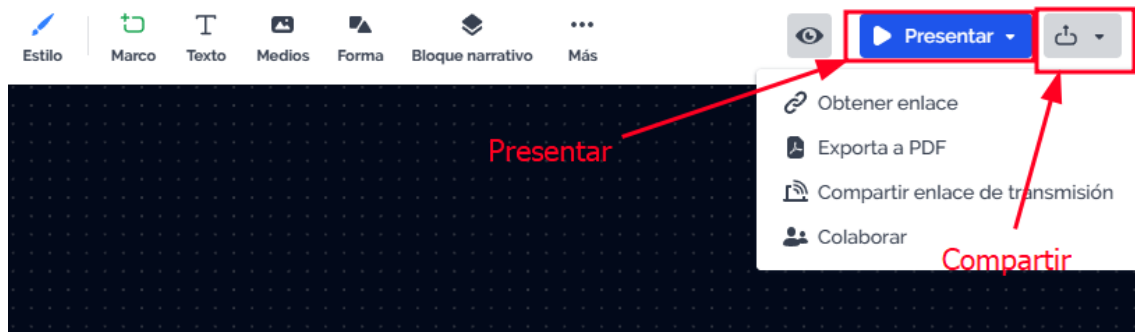 Presentar
Estilo
Marco
Texto
Medios
Forma
Bloque narrativo
Más
Obtener enlace
Presentar
Exporta a PDF
Compartir enlace de transmisión
Colaborar
Compartir